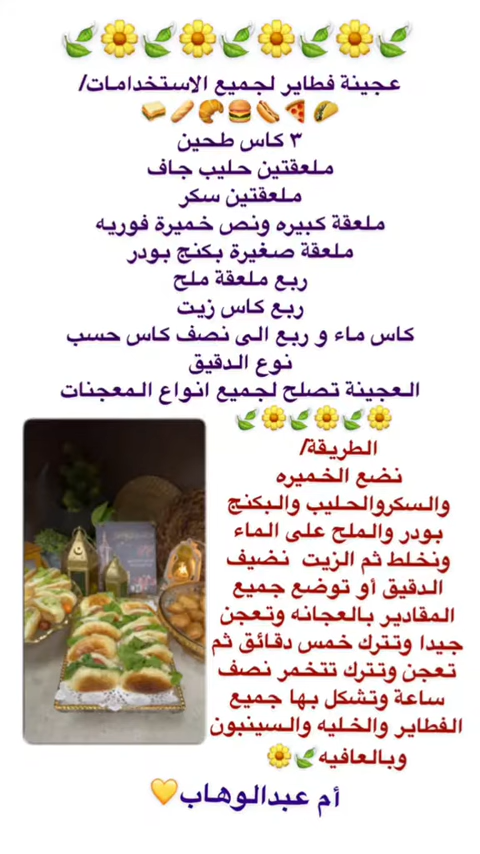 عجينة فطاير لجميع الاستخدامات/
٣ كاس طحين
ملعقتين حليب جاف
ملعقتين سكر
ملعقة كبيره ونص خميرة فوريه
ملعقة صغيرة بكنج بودر
ربع ملعقة ملح
ربع كاس زيت
كاس ماء و ربع الى نصف كاس حسب
نوع الدقيق
العجينة تصلح لجميع انواع المعجنات
الطريقة/
نضع الخميره
والسكروالحليب والبكنج
بودر والملح على الماء
ونخلط ثم الزيت نضيف
الدقيق أو توضع جميع
المقادير بالعجانه وتعجن
جيدا وتترك خمس دقائق ثم
تعجن وتترك تتخمر نصف
ساعة وتشكل بها جميع
الفطاير والخليه والسينبون
وبالعافيه
أم عبدالوهاب